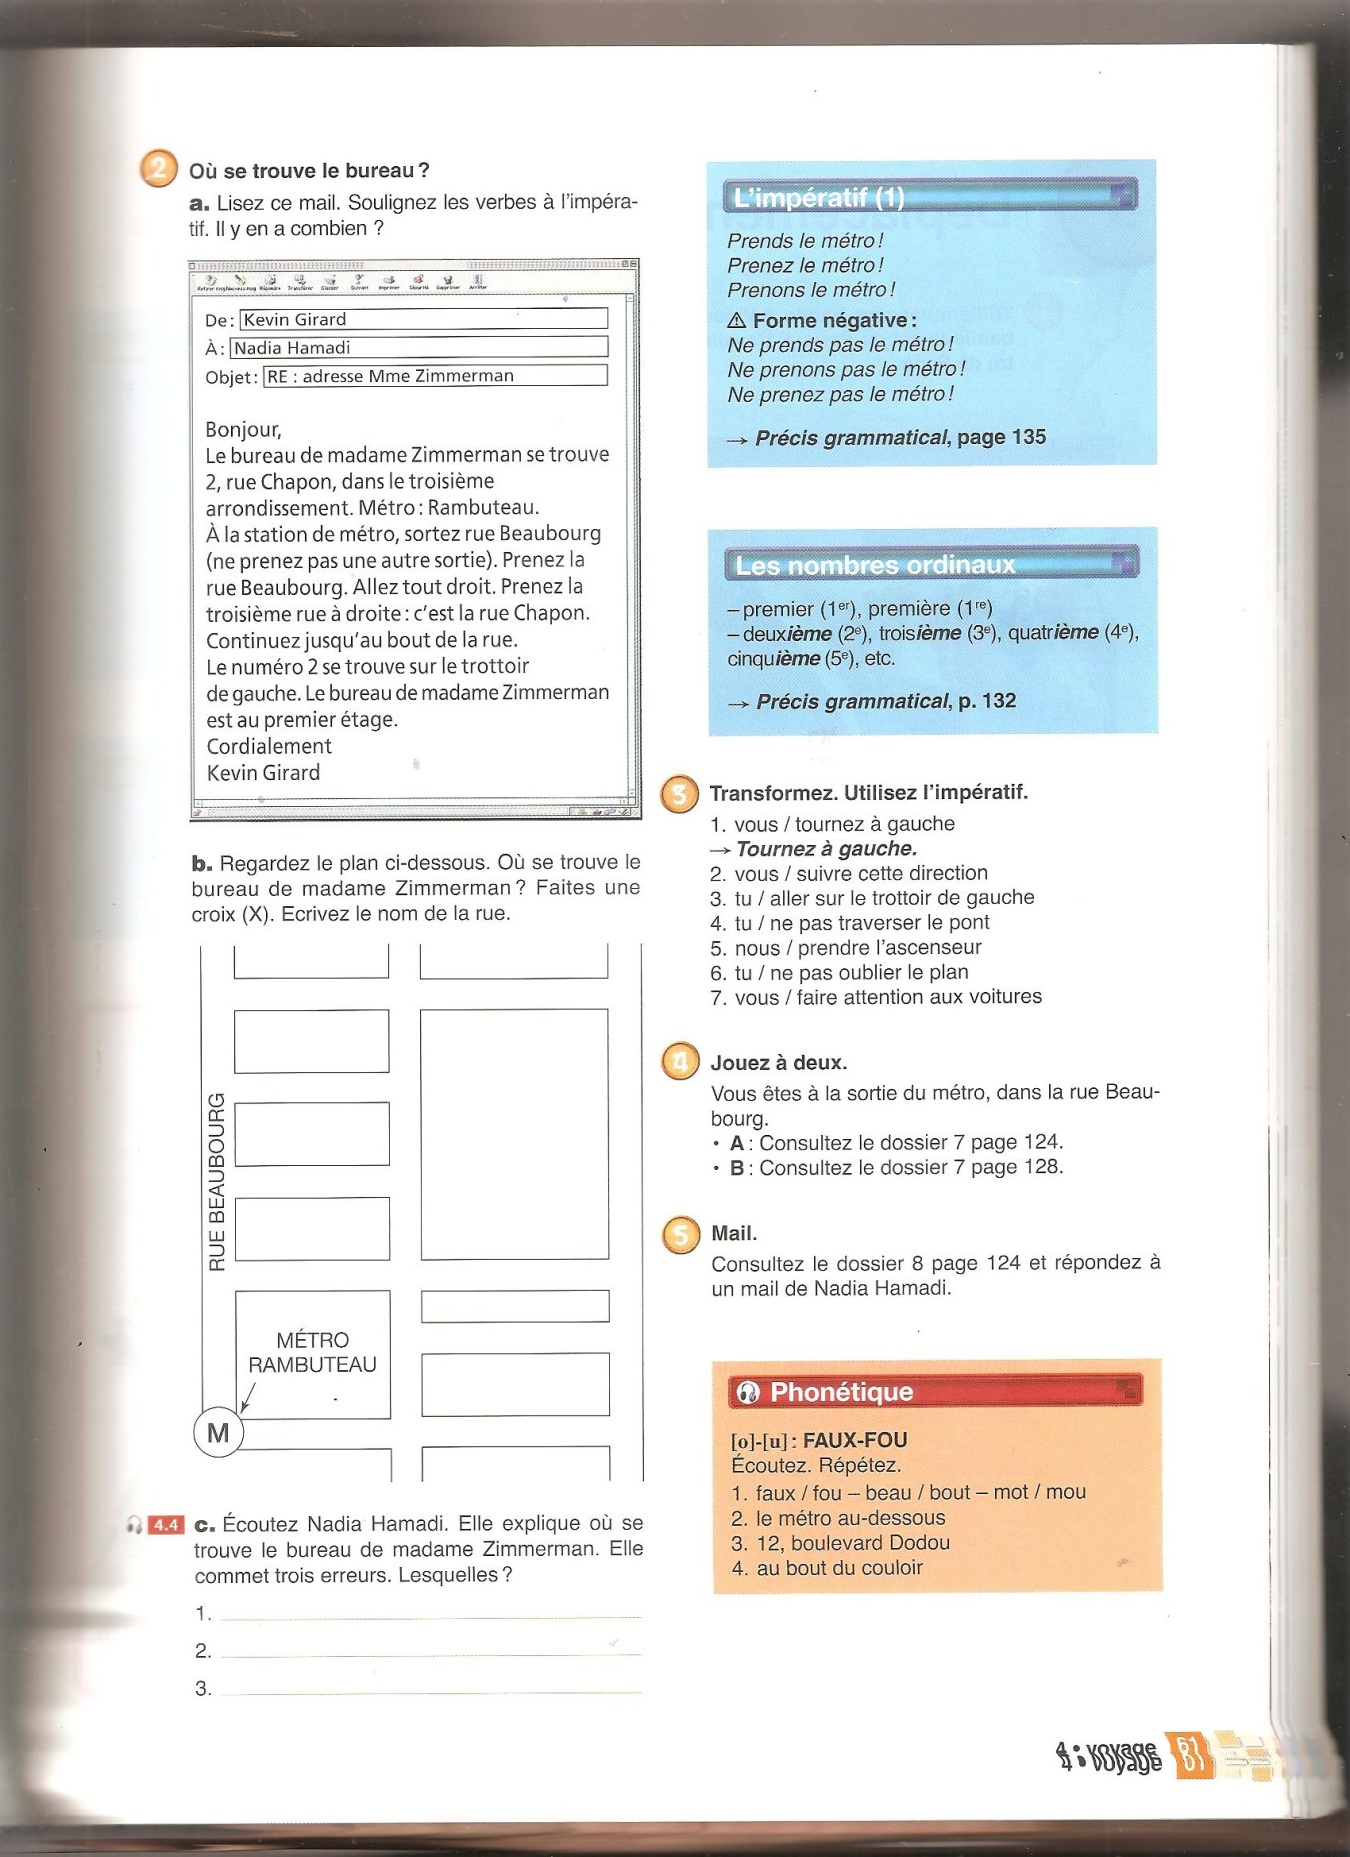 2 Où se trouve le bureau ?
a. Lisez ce mail. Soulignez les verbes à l'impéra-
tif. Il y en a combien ?
De : Kevin Girard
À : Nadia Hamadi
Objet : RE : adresse Mme Zimmerman
Bonjour,
Le bureau de madame Zimmerman se trouve
2, rue Chapon, dans le troisième
arrondissement. Métro : Rambuteau.
À la station de métro, sortez rue Beaubourg
(ne prenez pas une autre sortie). Prenez la
rue Beaubourg. Allez tout droit. Prenez la
troisième rue à droite : c'est la rue Chapon.
Continuez jusqu'au bout de la rue.
Le numéro 2 se trouve sur le trottoir
de gauche. Le bureau de madame Zimmerman
est au premier étage.
Cordialement
Kevin Girard
b. Regardez le plan ci-dessous. Où se trouve le
bureau de madame Zimmerman ? Faites une
croix (X). Ecrivez le nom de la rue.
RUE BEAUBOURG
MÉTRO
RAMBUTEAU
M
4.4 c. Écoutez Nadia Hamadi. Elle explique où se
trouve le bureau de madame Zimmerman. Elle
commet trois erreurs. Lesquelles ?
1.
2.
3.
L'impératif (1)
Prends le métro !
Prenez le métro !
Prenons le métro !
⚠ Forme négative :
Ne prends pas le métro !
Ne prenons pas le métro !
Ne prenez pas le métro !
→ Précis grammatical, page 135
Les nombres ordinaux
– premier (1er), première (1re)
– deuxième (2e), troisième (3e), quatrième (4e),
cinquième (5e), etc.
→ Précis grammatical, p. 132
3 Transformez. Utilisez l'impératif.
1. vous / tournez à gauche
→ Tournez à gauche.
2. vous / suivre cette direction
3. tu / aller sur le trottoir de gauche
4. tu / ne pas traverser le pont
5. nous / prendre l'ascenseur
6. tu / ne pas oublier le plan
7. vous / faire attention aux voitures
4 Jouez à deux.
Vous êtes à la sortie du métro, dans la rue Beau-
bourg.
• A : Consultez le dossier 7 page 124.
• B : Consultez le dossier 7 page 128.
5 Mail.
Consultez le dossier 8 page 124 et répondez à
un mail de Nadia Hamadi.
Phonétique
[o]-[u] : FAUX-FOU
Écoutez. Répétez.
1. faux / fou – beau / bout – mot / mou
2. le métro au-dessous
3. 12, boulevard Dodou
4. au bout du couloir
4 • voyage 61